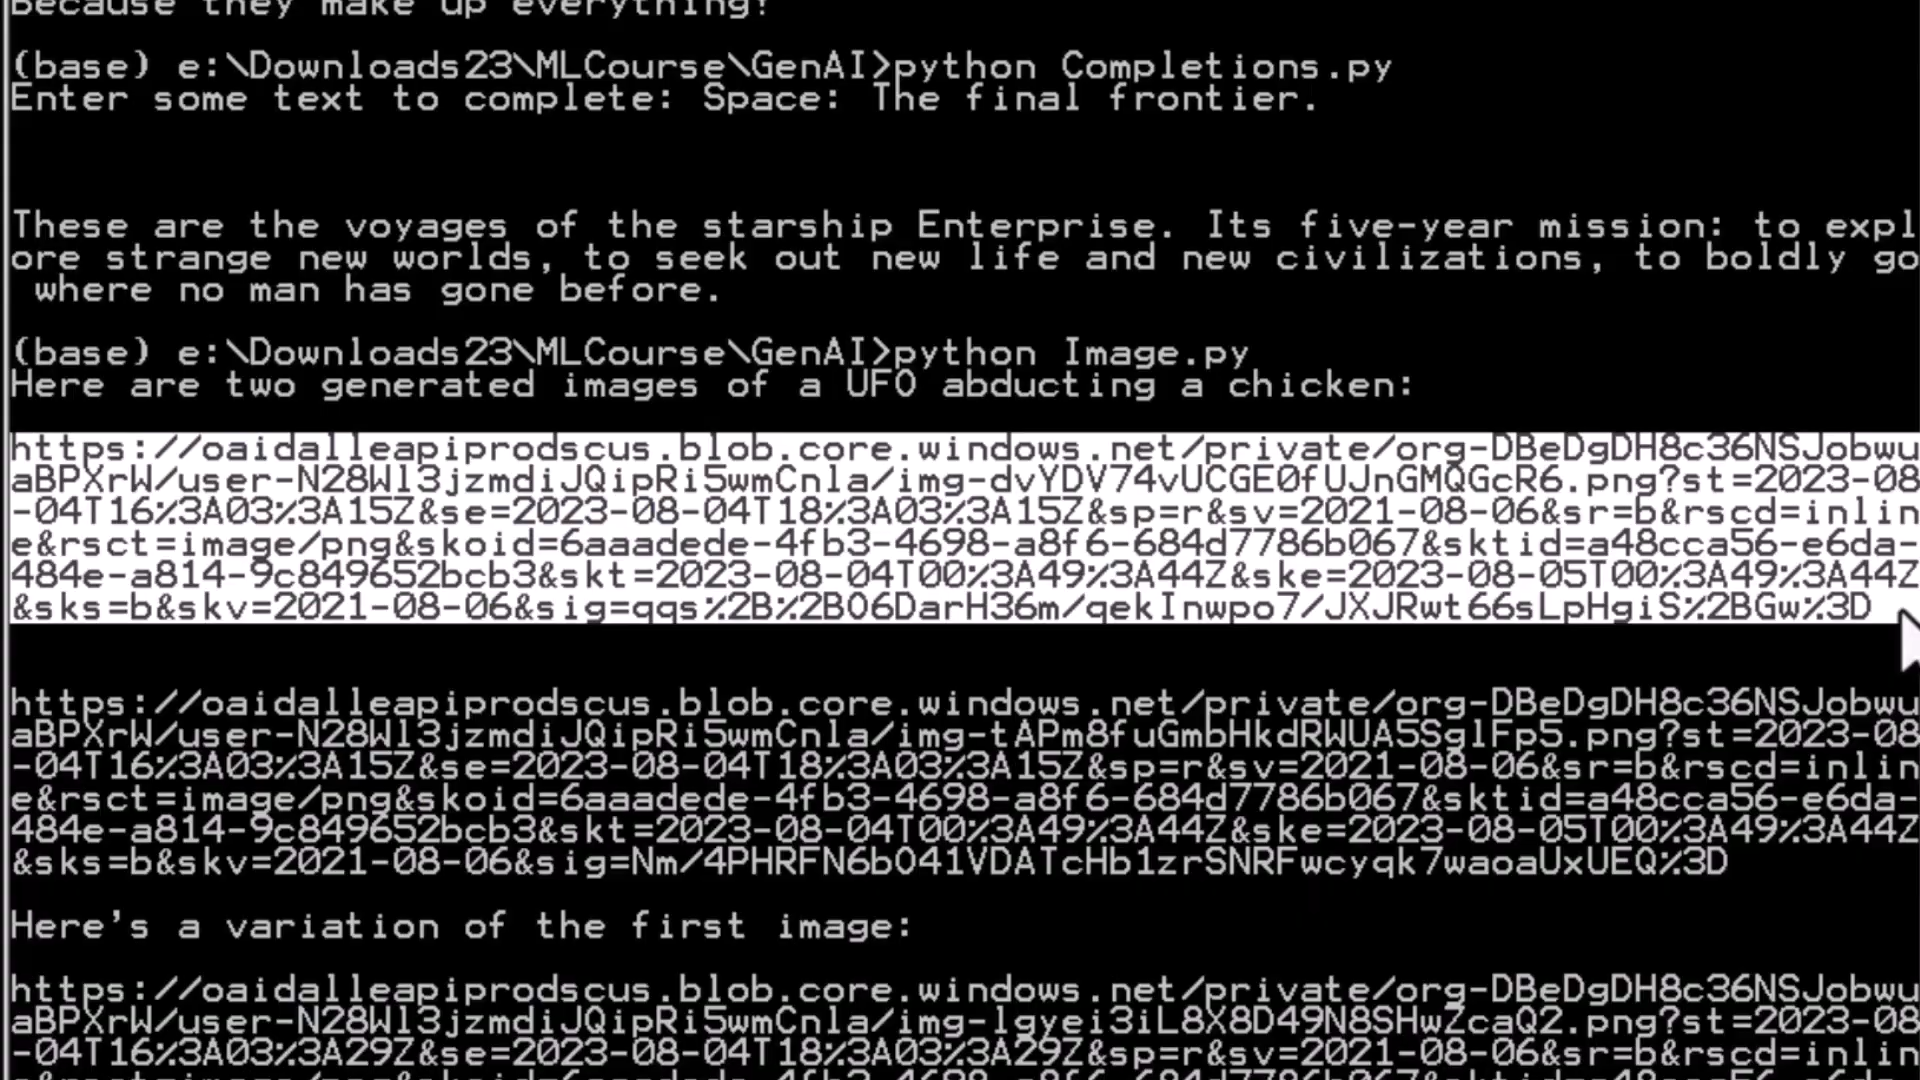 Because they make up everything!
(base) e:\Downloads23\MLCourse\GenAI>python Completions.py
Enter some text to complete: Space: The final frontier.
These are the voyages of the starship Enterprise. Its five-year mission: to expl
ore strange new worlds, to seek out new life and new civilizations, to boldly go
 where no man has gone before.
(base) e:\Downloads23\MLCourse\GenAI>python Image.py
Here are two generated images of a UFO abducting a chicken:
https://oaidalleapiprodscus.blob.core.windows.net/private/org-DBeDgDH8c36NSJobwu
aBPXrW/user-N28Wl3jzmdiJQipRi5wmCnla/img-dvYDV74vUCGE0fUJnGMQGcR6.png?st=2023-08
-04T16%3A03%3A15Z&se=2023-08-04T18%3A03%3A15Z&sp=r&sv=2021-08-06&sr=b&rscd=inlin
e&rsct=image/png&skoid=6aaadede-4fb3-4698-a8f6-684d7786b067&sktid=a48cca56-e6da-
484e-a814-9c849652bcb3&skt=2023-08-04T00%3A49%3A44Z&ske=2023-08-05T00%3A49%3A44Z
&sks=b&skv=2021-08-06&sig=qqs%2B%2BO6DarH36m/qekInwpo7/JXJRwt66sLpHgiS%2BGw%3D
https://oaidalleapiprodscus.blob.core.windows.net/private/org-DBeDgDH8c36NSJobwu
aBPXrW/user-N28Wl3jzmdiJQipRi5wmCnla/img-tAPm8fuGmbHkdRWUA5SglFp5.png?st=2023-08
-04T16%3A03%3A15Z&se=2023-08-04T18%3A03%3A15Z&sp=r&sv=2021-08-06&sr=b&rscd=inlin
e&rsct=image/png&skoid=6aaadede-4fb3-4698-a8f6-684d7786b067&sktid=a48cca56-e6da-
484e-a814-9c849652bcb3&skt=2023-08-04T00%3A49%3A44Z&ske=2023-08-05T00%3A49%3A44Z
&sks=b&skv=2021-08-06&sig=Nm/4PHRFN6bO41VDATcHb1zrSNRFwcyqk7waoaUxUEQ%3D
Here's a variation of the first image:
https://oaidalleapiprodscus.blob.core.windows.net/private/org-DBeDgDH8c36NSJobwu
aBPXrW/user-N28Wl3jzmdiJQipRi5wmCnla/img-lgyei3iL8X8D49N8SHwZcaQ2.png?st=2023-08
-04T16%3A03%3A29Z&se=2023-08-04T18%3A03%3A29Z&sp=r&sv=2021-08-06&sr=b&rscd=inlin